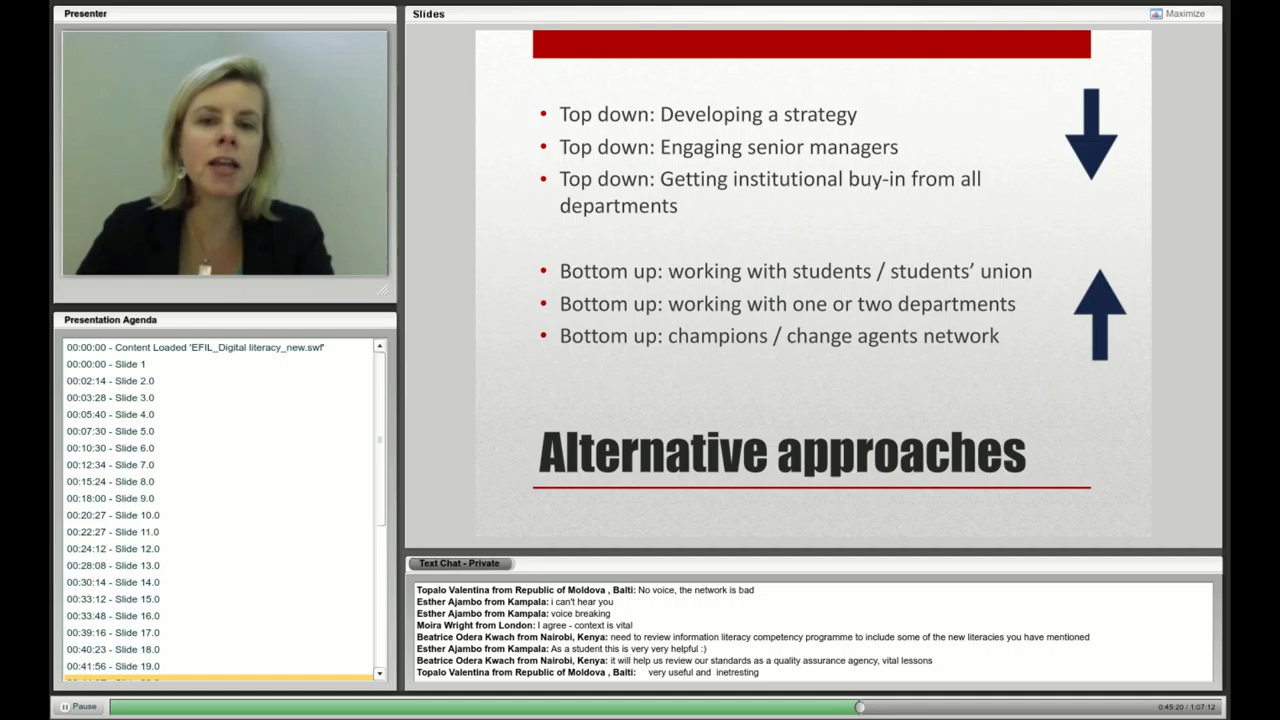 Presenter
Presentation Agenda
00:00:00 - Content Loaded 'EFIL_Digital literacy_new.swf'
00:00:00 - Slide 1
00:02:14 - Slide 2.0
00:03:28 - Slide 3.0
00:05:40 - Slide 4.0
00:07:30 - Slide 5.0
00:10:30 - Slide 6.0
00:12:34 - Slide 7.0
00:15:24 - Slide 8.0
00:18:00 - Slide 9.0
00:20:27 - Slide 10.0
00:22:27 - Slide 11.0
00:24:12 - Slide 12.0
00:28:08 - Slide 13.0
00:30:14 - Slide 14.0
00:33:12 - Slide 15.0
00:33:48 - Slide 16.0
00:39:16 - Slide 17.0
00:40:23 - Slide 18.0
00:41:56 - Slide 19.0
Slides
Maximize
• Top down: Developing a strategy
• Top down: Engaging senior managers
• Top down: Getting institutional buy-in from all
departments
• Bottom up: working with students / students’ union
• Bottom up: working with one or two departments
• Bottom up: champions / change agents network
Alternative approaches
Text Chat - Private
Topalo Valentina from Republic of Moldova , Balti: No voice, the network is bad
Esther Ajambo from Kampala: i can't hear you
Esther Ajambo from Kampala: voice breaking
Moira Wright from London: I agree - context is vital
Beatrice Odera Kwach from Nairobi, Kenya: need to review information literacy competency programme to include some of the new literacies you have mentioned
Esther Ajambo from Kampala: As a student this is very very helpful :)
Beatrice Odera Kwach from Nairobi, Kenya: it will help us review our standards as a quality assurance agency, vital lessons
Topalo Valentina from Republic of Moldova , Balti: very useful and inetresting
Pause
0:45:20 / 1:07:12